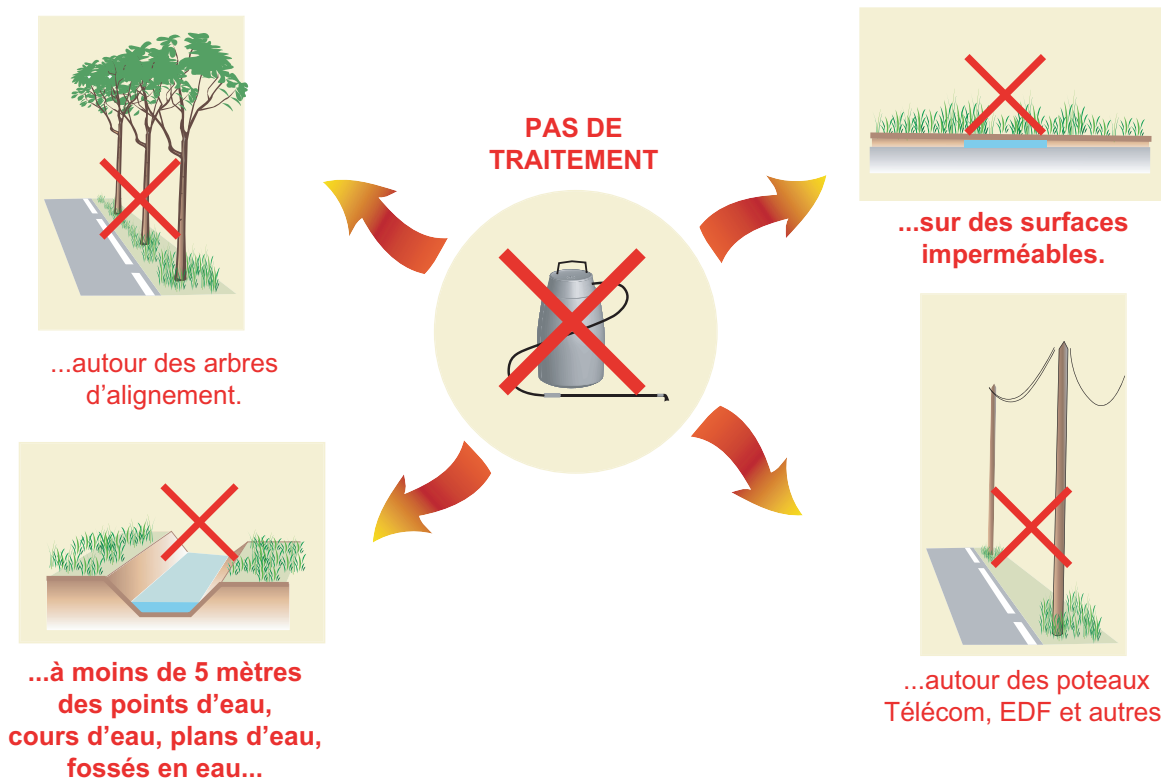 PAS DE
TRAITEMENT
...autour des arbres
d’alignement.
...sur des surfaces
imperméables.
...à moins de 5 mètres
des points d’eau,
cours d’eau, plans d’eau,
fossés en eau...
...autour des poteaux
Télécom, EDF et autres